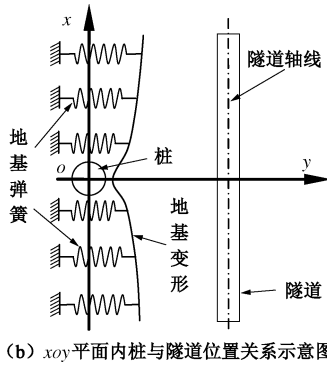 x
隧道轴线
桩
地基弹簧
o
y
地基变形
隧道
(b) xoy平面内桩与隧道位置关系示意图